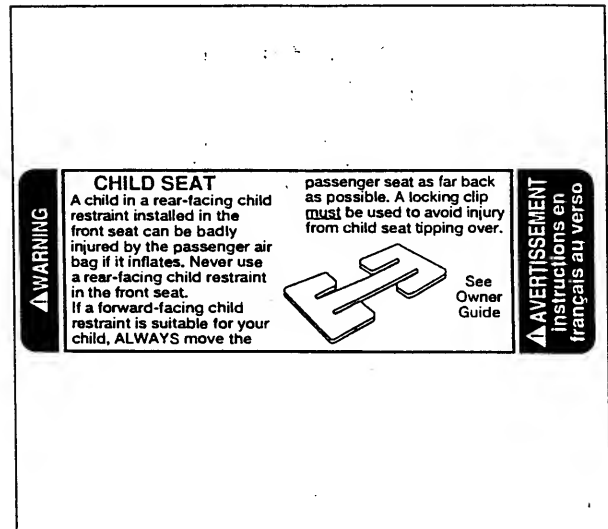 ⚠WARNING
CHILD SEAT
A child in a rear-facing child
restraint installed in the
front seat can be badly
injured by the passenger air
bag if it inflates. Never use
a rear-facing child restraint
in the front seat.
If a forward-facing child
restraint is suitable for your
child, ALWAYS move the
passenger seat as far back
as possible. A locking clip
must be used to avoid injury
from child seat tipping over.
See
Owner
Guide
⚠AVERTISSEMENT
instructions en
français au verso